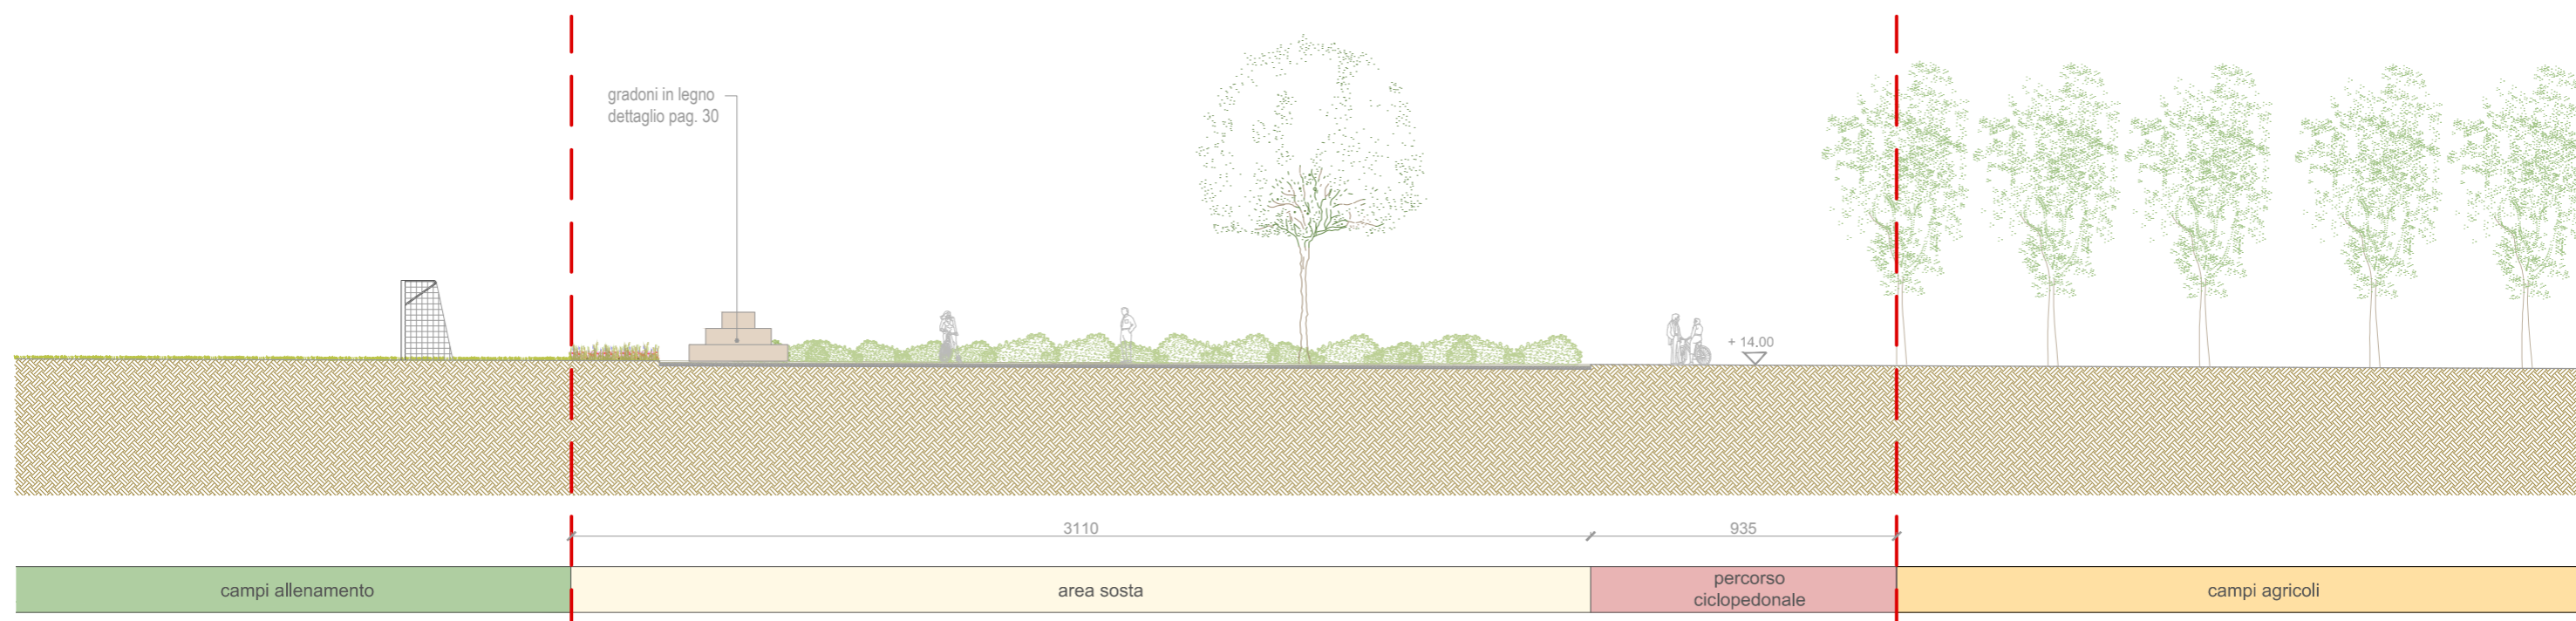 gradoni in legno
dettaglio pag. 30
+ 14.00
3110
935
campi allenamento
area sosta
percorso
ciclopedonale
campi agricoli